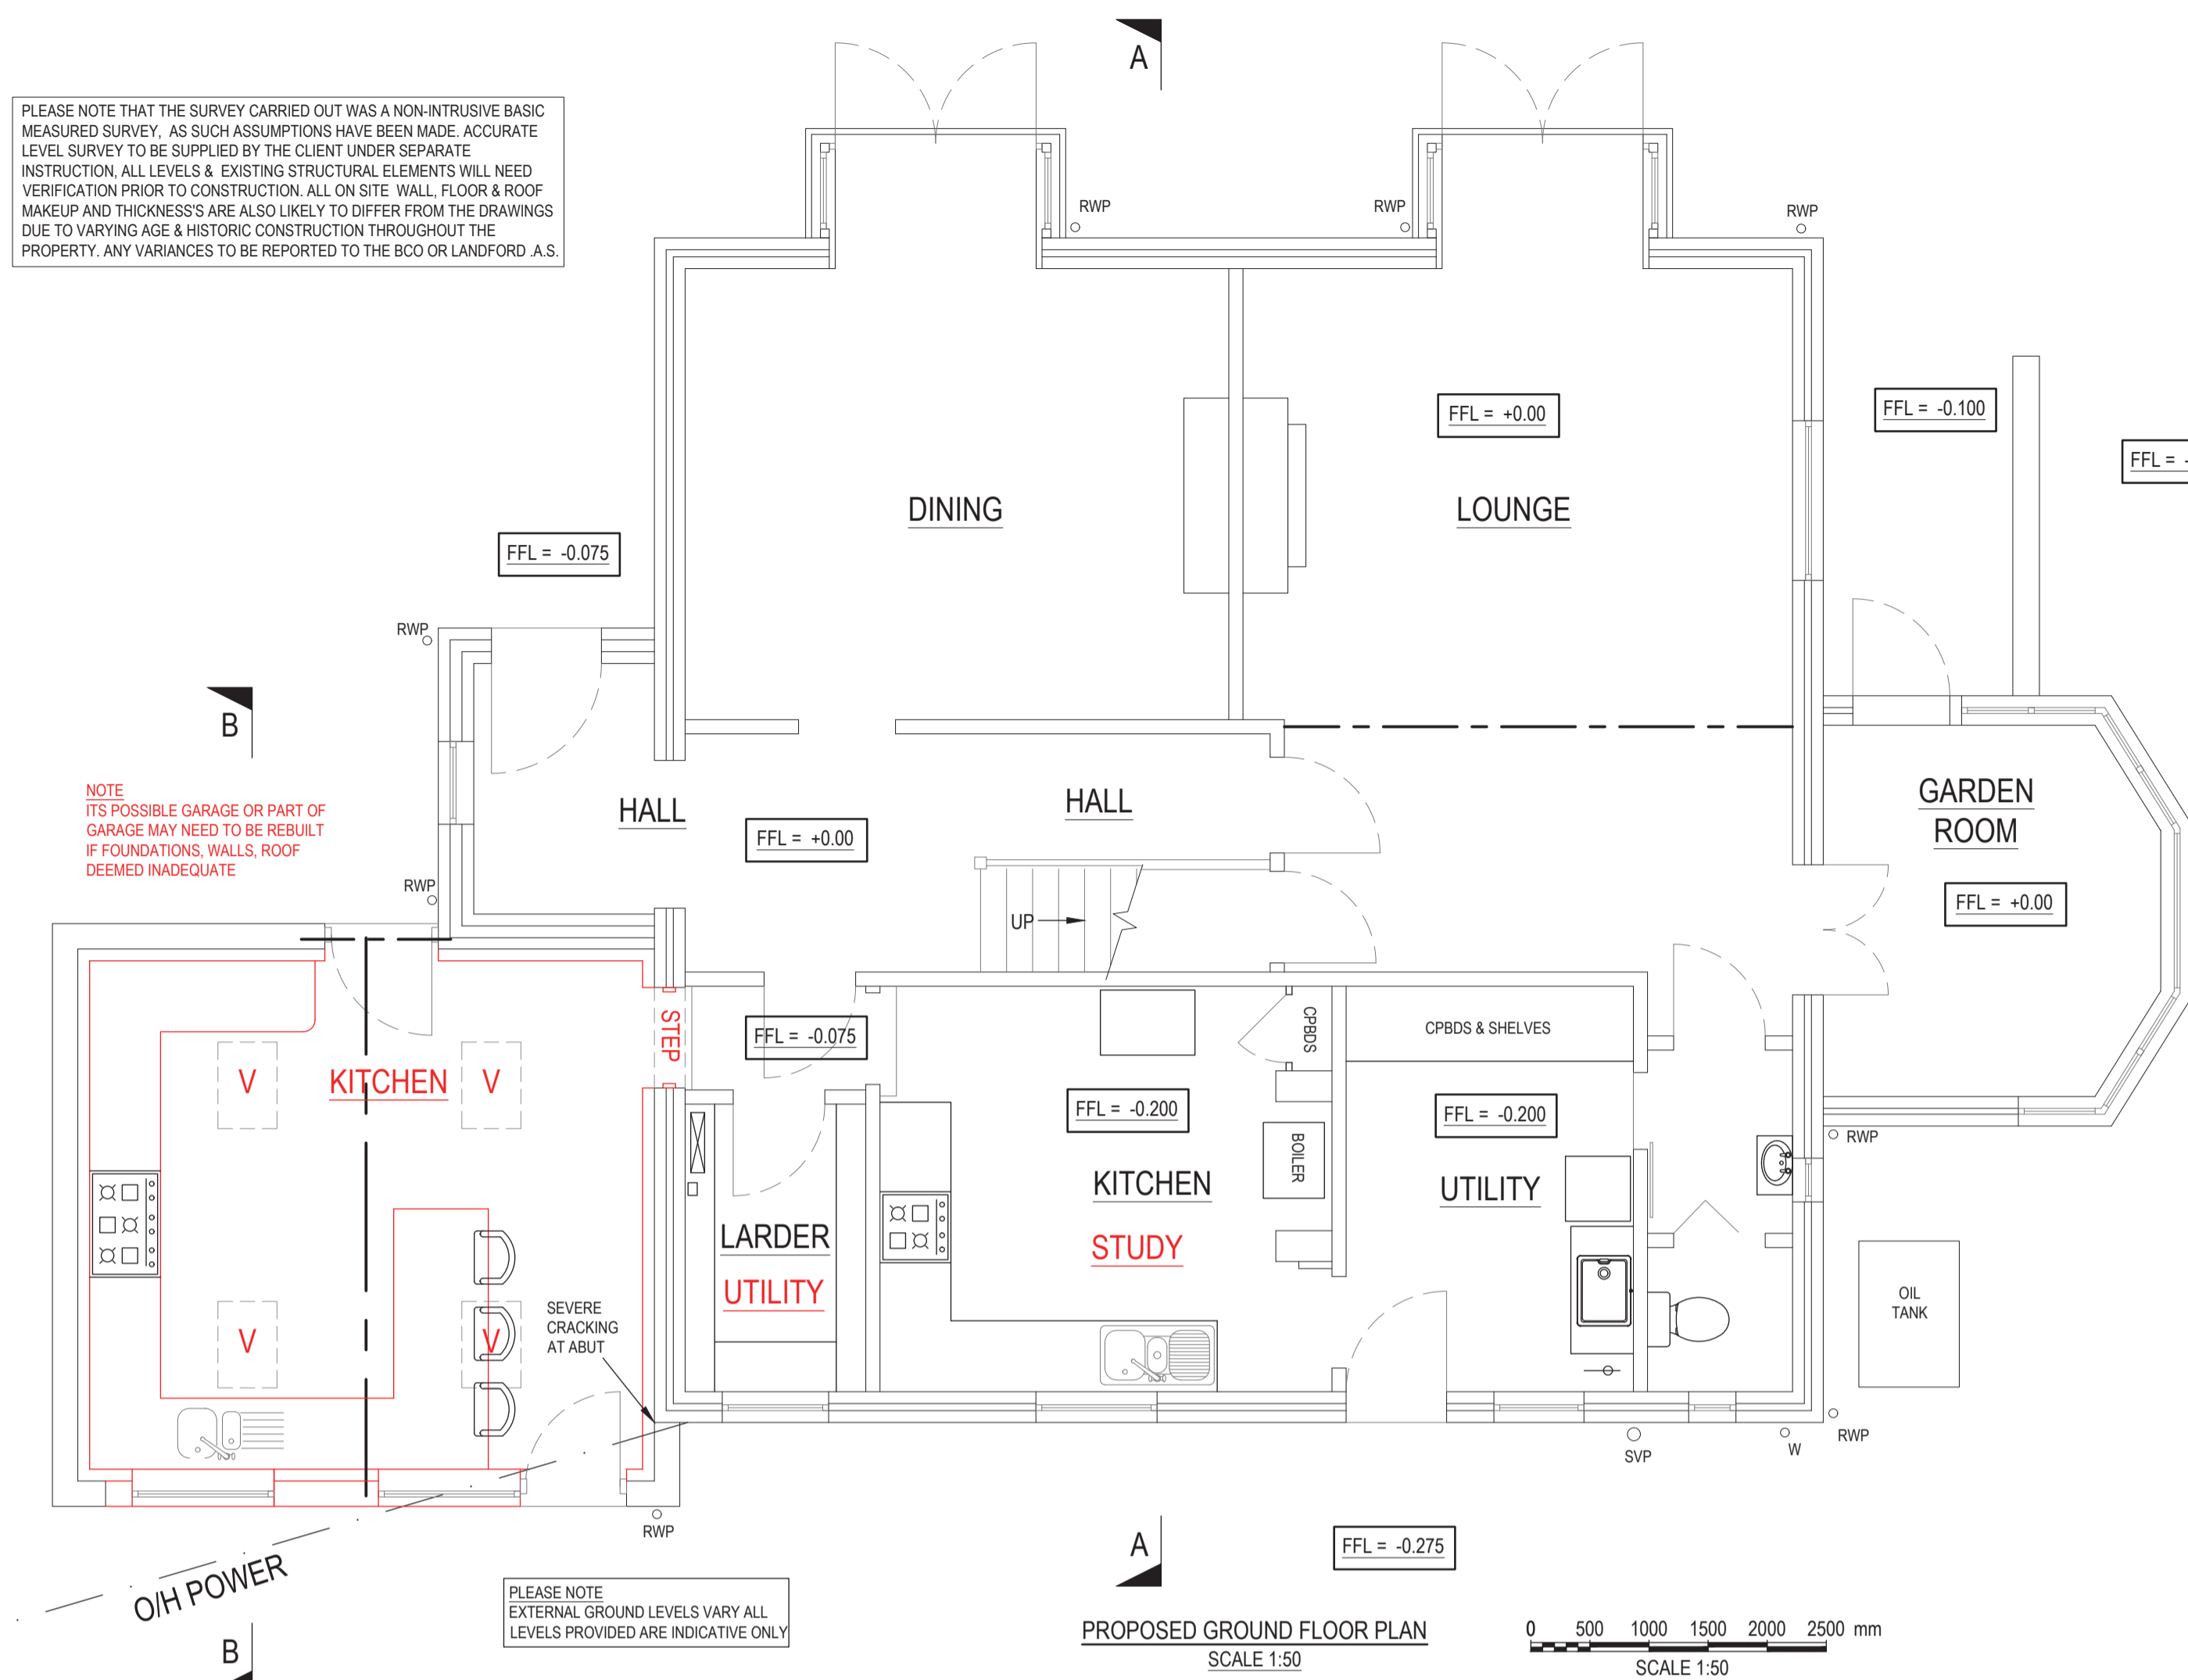 A
PLEASE NOTE THAT THE SURVEY CARRIED OUT WAS A NON-INTRUSIVE BASIC
MEASURED SURVEY, AS SUCH ASSUMPTIONS HAVE BEEN MADE. ACCURATE
LEVEL SURVEY TO BE SUPPLIED BY THE CLIENT UNDER SEPARATE
INSTRUCTION, ALL LEVELS & EXISTING STRUCTURAL ELEMENTS WILL NEED
VERIFICATION PRIOR TO CONSTRUCTION. ALL ON SITE WALL, FLOOR & ROOF
MAKEUP AND THICKNESS'S ARE ALSO LIKELY TO DIFFER FROM THE DRAWINGS
DUE TO VARYING AGE & HISTORIC CONSTRUCTION THROUGHOUT THE
PROPERTY. ANY VARIANCES TO BE REPORTED TO THE BCO OR LANDFORD .A.S.
RWP
RWP
RWP
FFL = +0.00
FFL = -0.100
FFL = -
DINING
LOUNGE
FFL = -0.075
RWP
B
NOTE
ITS POSSIBLE GARAGE OR PART OF
GARAGE MAY NEED TO BE REBUILT
IF FOUNDATIONS, WALLS, ROOF
DEEMED INADEQUATE
HALL
HALL
FFL = +0.00
GARDEN
ROOM
FFL = +0.00
RWP
UP
STEP
FFL = -0.075
CPBDS
CPBDS & SHELVES
V
KITCHEN
V
FFL = -0.200
FFL = -0.200
BOILER
RWP
KITCHEN
STUDY
UTILITY
LARDER
UTILITY
V
V
SEVERE
CRACKING
AT ABUT
OIL
TANK
SVP
W
RWP
RWP
O/H POWER
A
FFL = -0.275
PLEASE NOTE
EXTERNAL GROUND LEVELS VARY ALL
LEVELS PROVIDED ARE INDICATIVE ONLY
B
PROPOSED GROUND FLOOR PLAN
SCALE 1:50
0 500 1000 1500 2000 2500 mm
SCALE 1:50